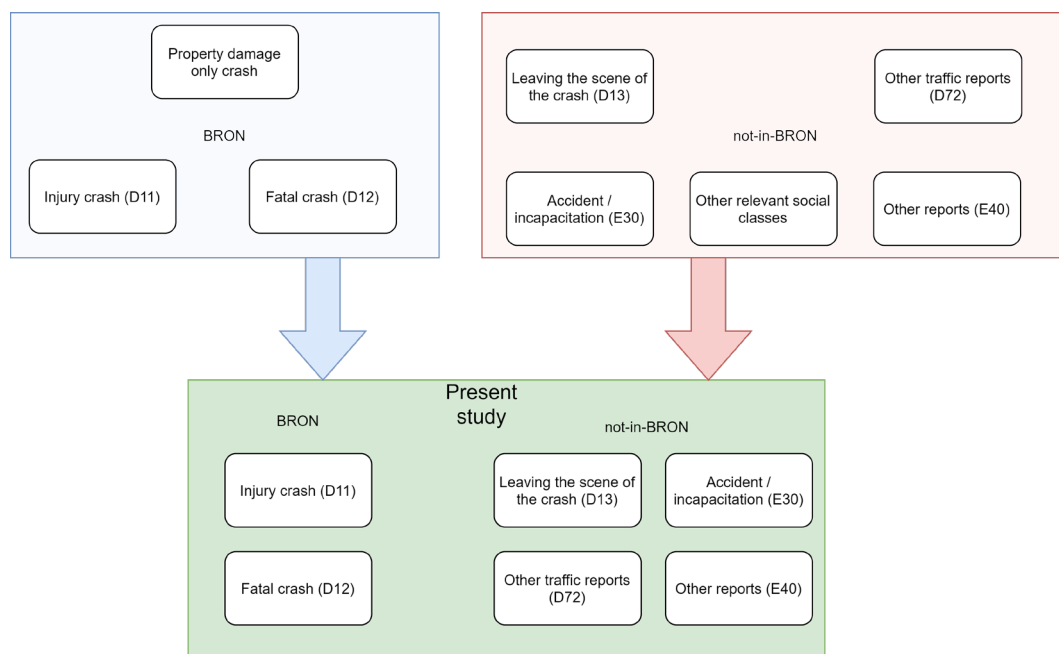 Property damage
only crash
BRON
Injury crash (D11)
Fatal crash (D12)
Leaving the scene of
the crash (D13)
Other traffic reports
(D72)
not-in-BRON
Accident /
incapacitation (E30)
Other relevant social
classes
Other reports (E40)
Present
study
BRON
not-in-BRON
Injury crash (D11)
Leaving the scene of
the crash (D13)
Accident /
incapacitation (E30)
Fatal crash (D12)
Other traffic reports
(D72)
Other reports (E40)